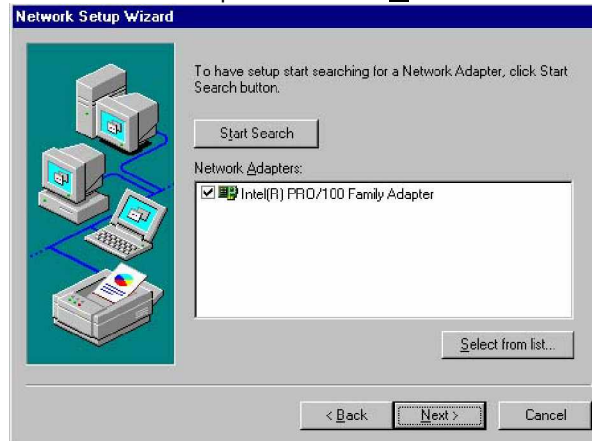 Network Setup Wizard
To have setup start searching for a Network Adapter, click Start
Search button.
Start Search
Network Adapters:
Intel(R) PRO/100 Family Adapter
Select from list...
< Back
Next >
Cancel